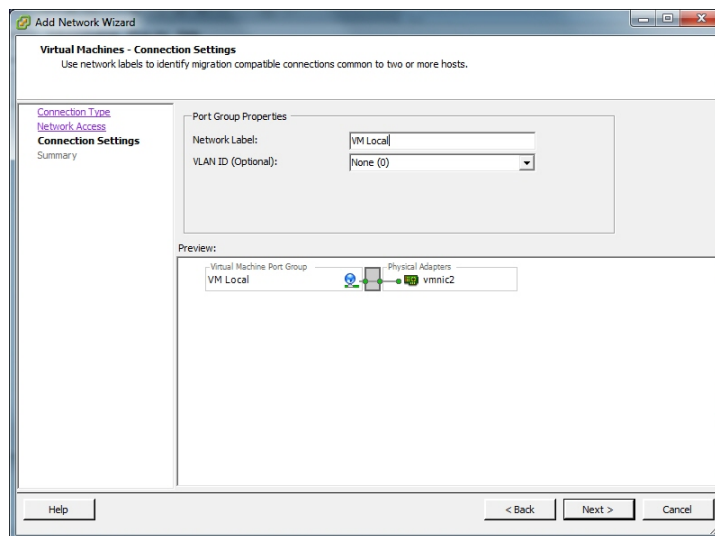 Add Network Wizard
Virtual Machines - Connection Settings
Use network labels to identify migration compatible connections common to two or more hosts.
Connection Type
Network Access
Connection Settings
Summary
Port Group Properties
Network Label:
VM Local
VLAN ID (Optional):
None (0)
Preview:
Virtual Machine Port Group
VM Local
Physical Adapters
vmnic2
Help
< Back
Next >
Cancel